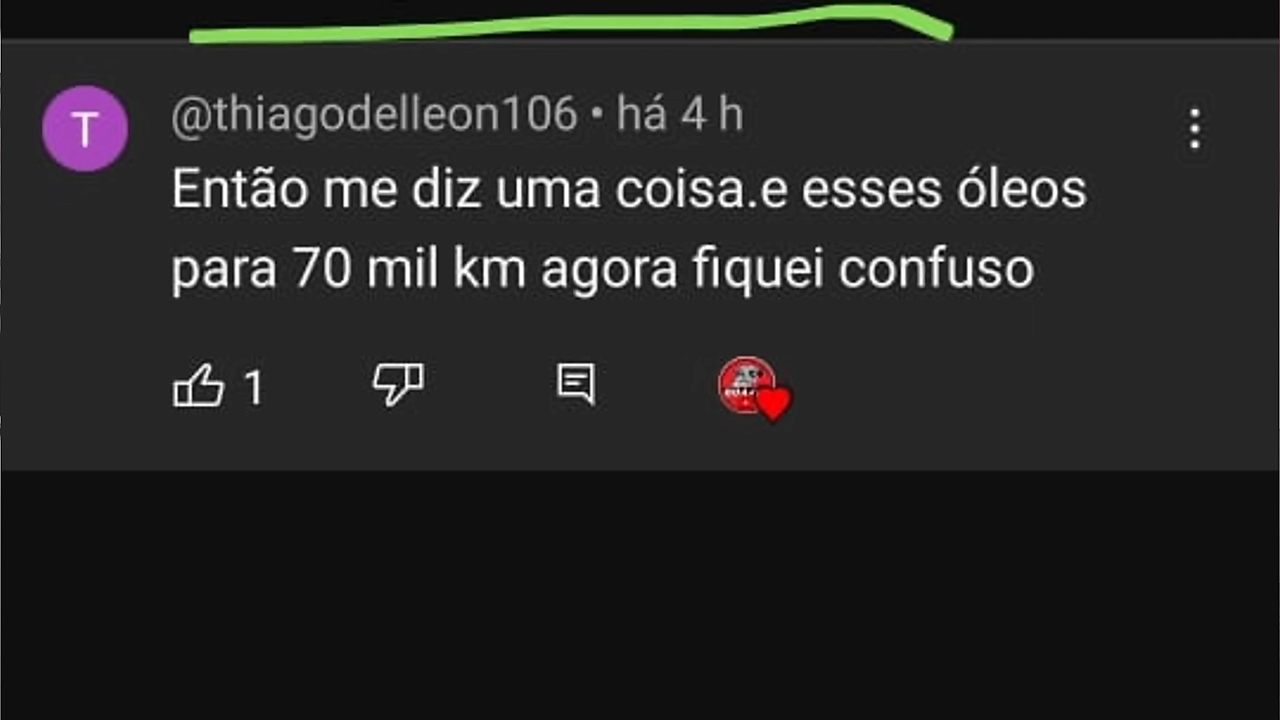 T
@thiagodelleon106 • há 4 h
Então me diz uma coisa.e esses óleos
para 70 mil km agora fiquei confuso
1